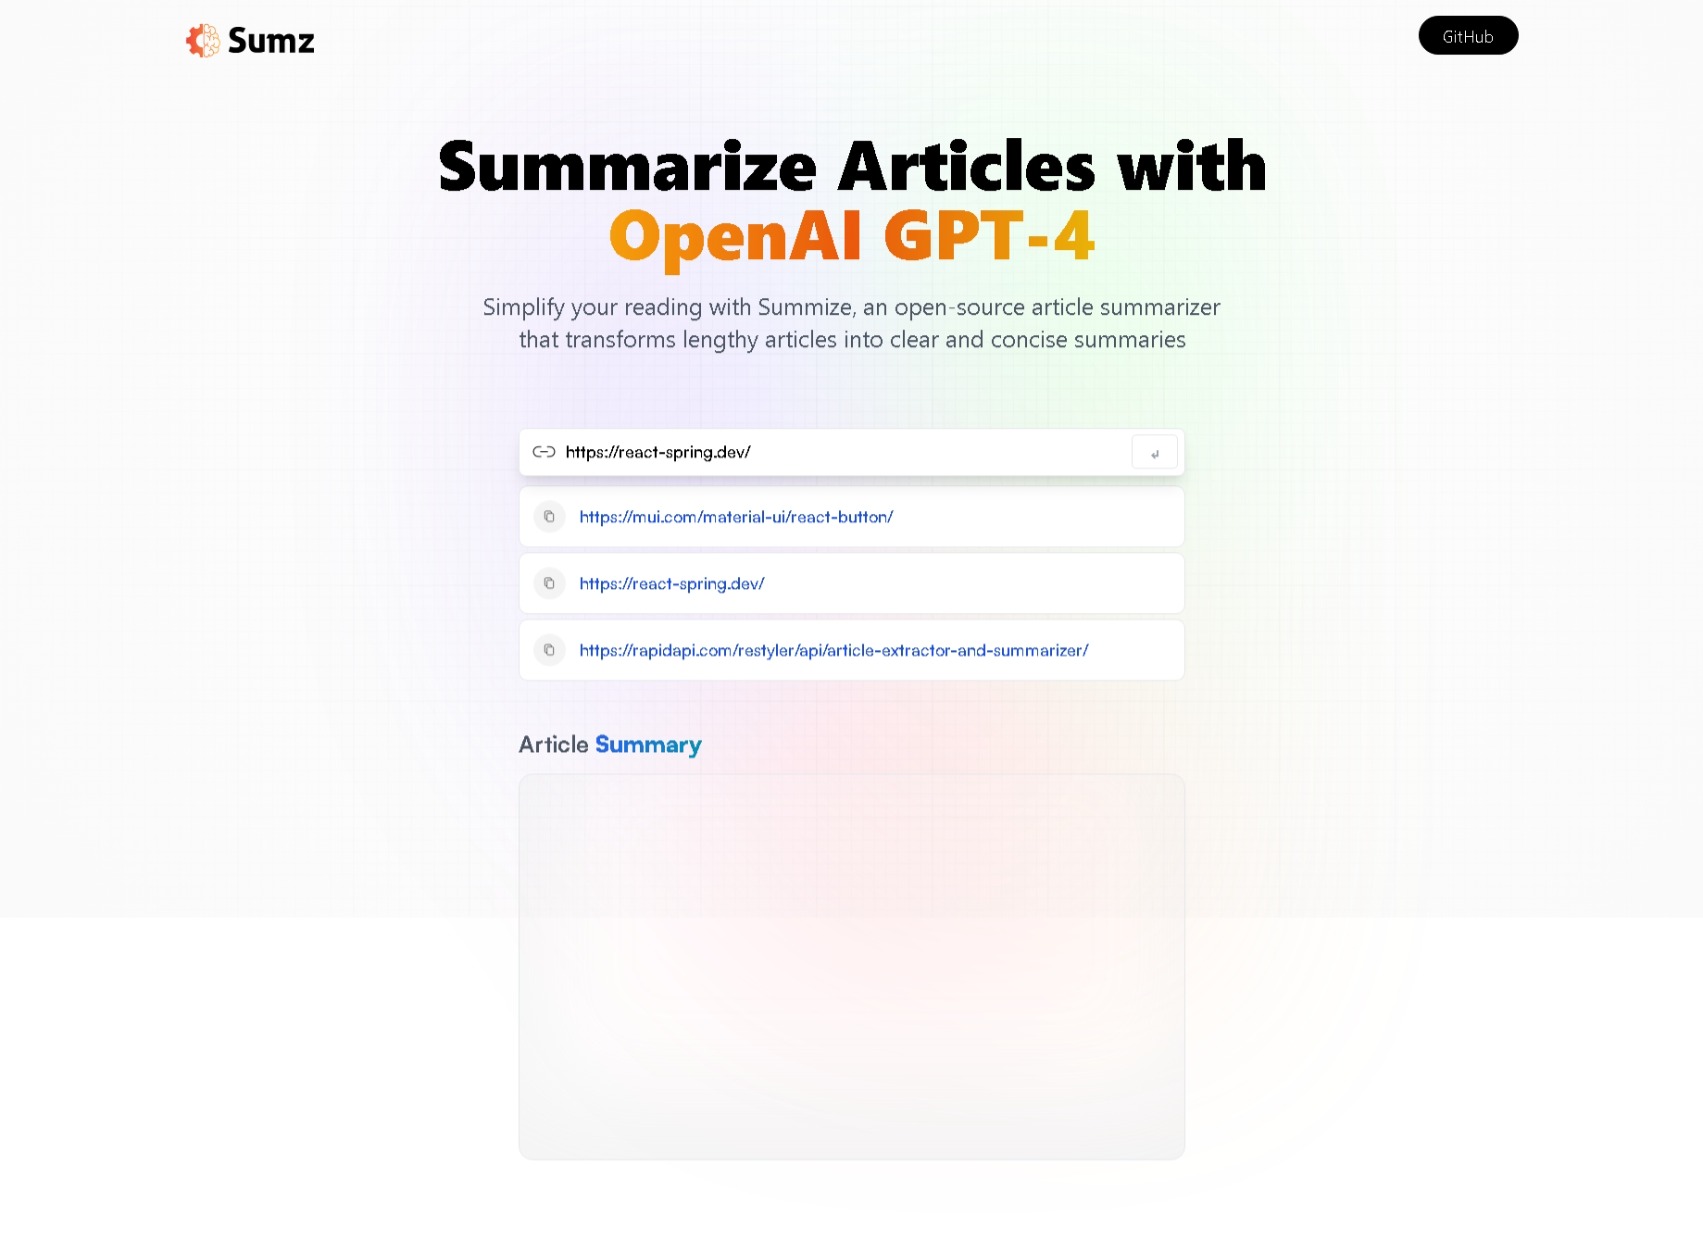 Sumz
GitHub
Summarize Articles with
OpenAI GPT-4
Simplify your reading with Summize, an open-source article summarizer
that transforms lengthy articles into clear and concise summaries
https://react-spring.dev/
↵
https://mui.com/material-ui/react-button/
https://react-spring.dev/
https://rapidapi.com/restyler/api/article-extractor-and-summarizer/
Article Summary